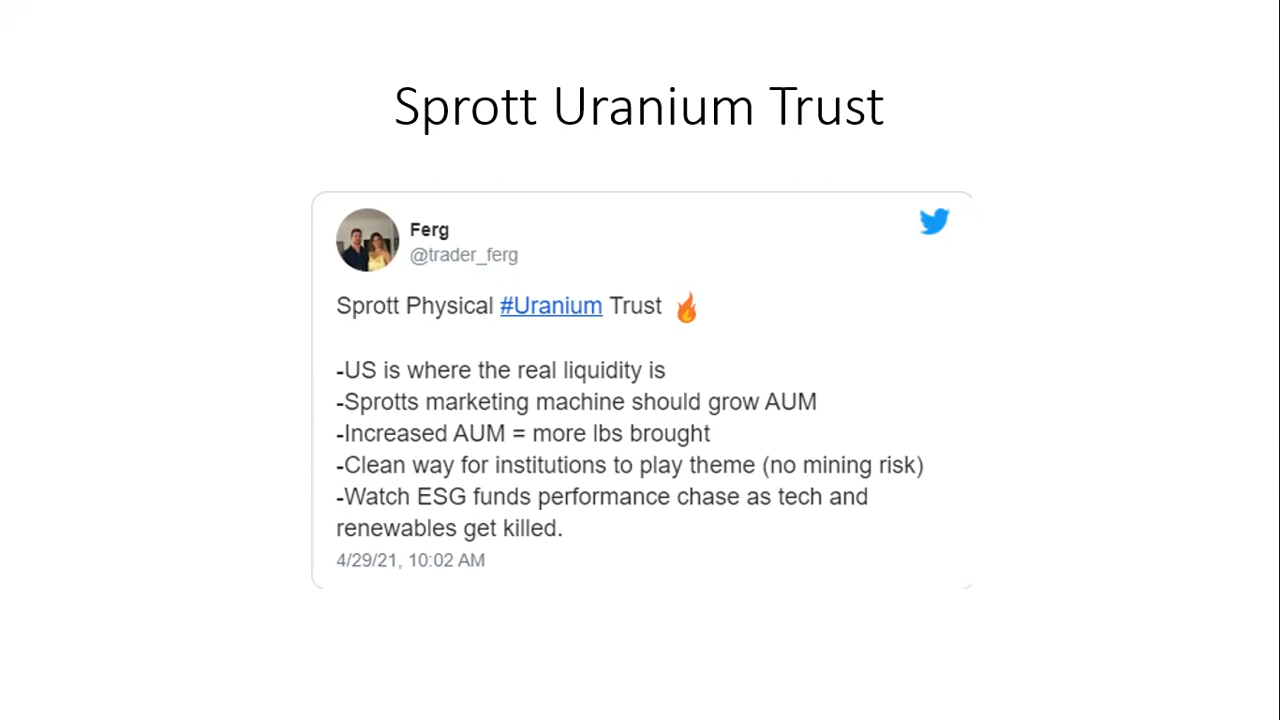 Sprott Uranium Trust
Ferg
@trader_ferg
Sprott Physical #Uranium Trust 🔥
-US is where the real liquidity is
-Sprotts marketing machine should grow AUM
-Increased AUM = more lbs brought
-Clean way for institutions to play theme (no mining risk)
-Watch ESG funds performance chase as tech and
renewables get killed.
4/29/21, 10:02 AM